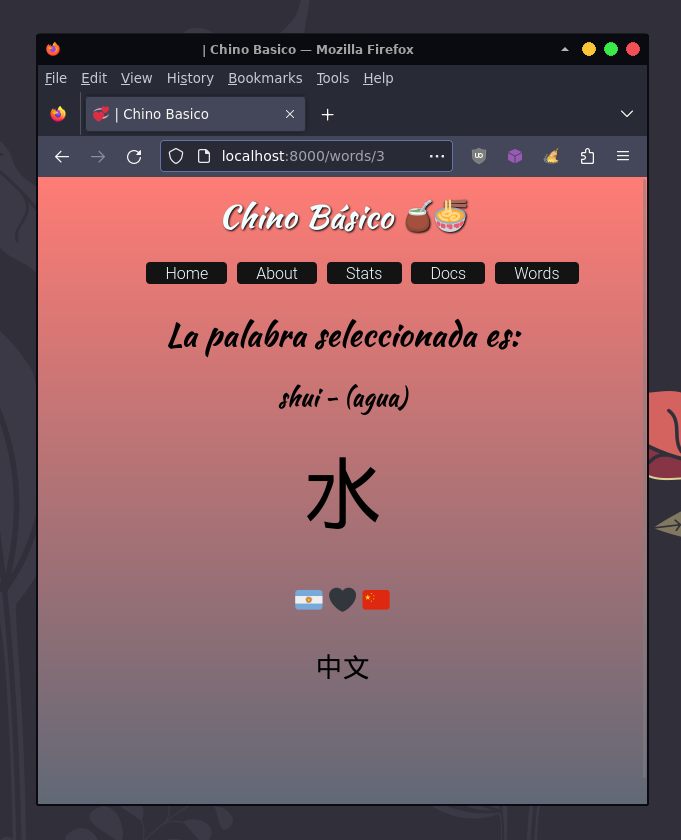 | Chino Basico — Mozilla Firefox
File Edit View History Bookmarks Tools Help
| Chino Basico
localhost:8000/words/3
Chino Básico
Home About Stats Docs Words
La palabra seleccionada es:
shui - (agua)
水
中文